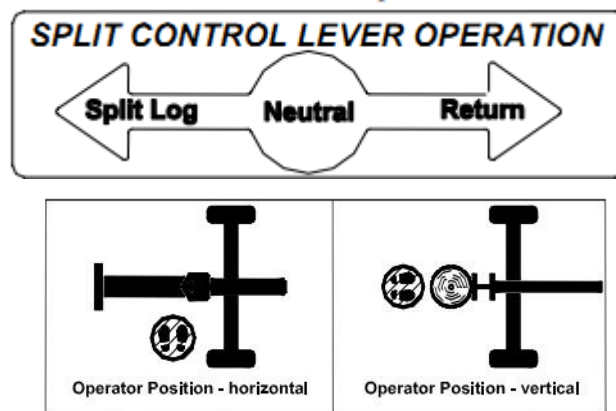 SPLIT CONTROL LEVER OPERATION
Split Log Neutral Return
Operator Position - horizontal
Operator Position - vertical